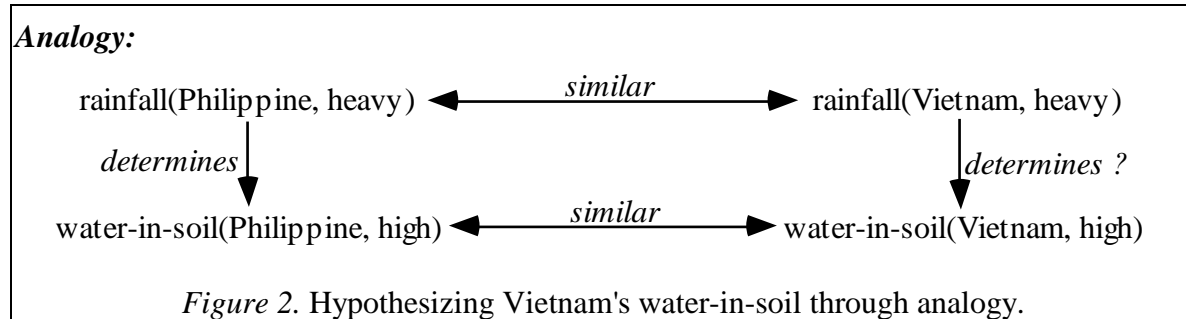 Analogy:
rainfall(Philippine, heavy) similar rainfall(Vietnam, heavy)
determines determines ?
water-in-soil(Philippine, high) similar water-in-soil(Vietnam, high)
Figure 2. Hypothesizing Vietnam's water-in-soil through analogy.